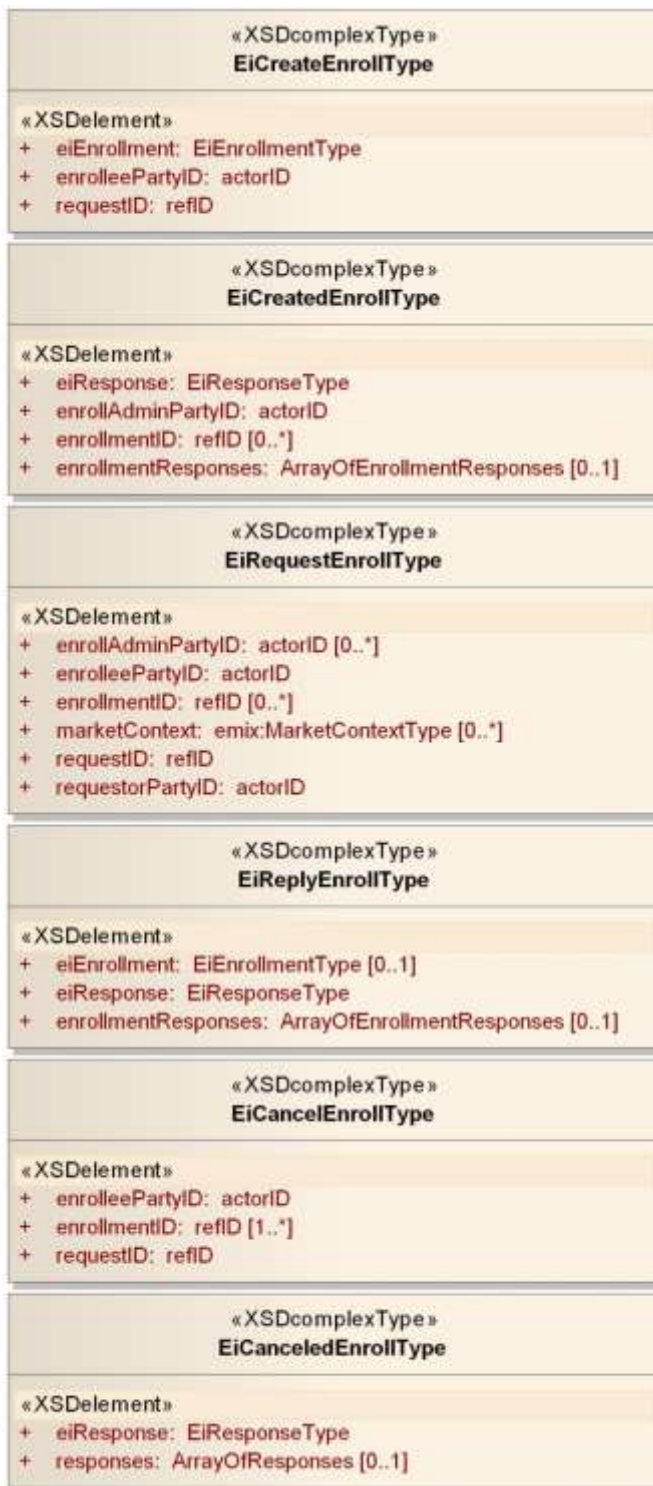 «XSDcomplexType»
EiCreateEnrollType
«XSDelement»
+ eiEnrollment: EiEnrollmentType
+ enrolleePartyID: actorID
+ requestID: refID
«XSDcomplexType»
EiCreatedEnrollType
«XSDelement»
+ eiResponse: EiResponseType
+ enrollAdminPartyID: actorID
+ enrollmentID: refID [0..*]
+ enrollmentResponses: ArrayOfEnrollmentResponses [0..1]
«XSDcomplexType»
EiRequestEnrollType
«XSDelement»
+ enrollAdminPartyID: actorID [0..*]
+ enrolleePartyID: actorID
+ enrollmentID: refID [0..*]
+ marketContext: emix:MarketContextType [0..*]
+ requestID: refID
+ requestorPartyID: actorID
«XSDcomplexType»
EiReplyEnrollType
«XSDelement»
+ eiEnrollment: EiEnrollmentType [0..1]
+ eiResponse: EiResponseType
+ enrollmentResponses: ArrayOfEnrollmentResponses [0..1]
«XSDcomplexType»
EiCancelEnrollType
«XSDelement»
+ enrolleePartyID: actorID
+ enrollmentID: refID [1..*]
+ requestID: refID
«XSDcomplexType»
EiCanceledEnrollType
«XSDelement»
+ eiResponse: EiResponseType
+ responses: ArrayOfResponses [0..1]